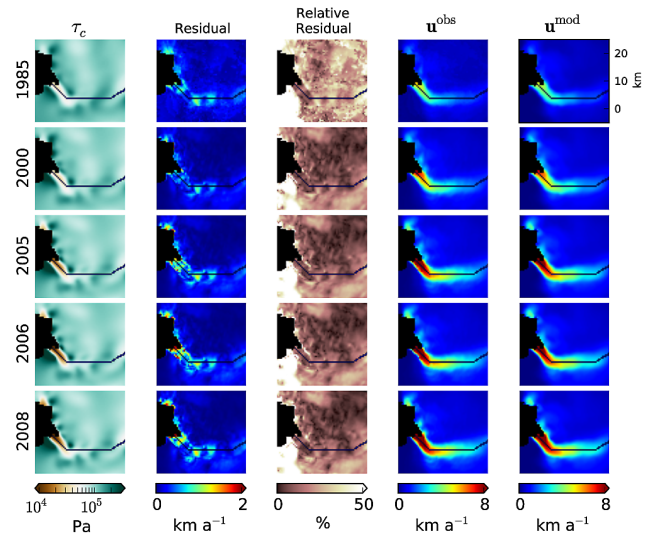 τc Residual Relative Residual u^obs u^mod
1985
20
10
0
km
2000
2005
2006
2008
10^4 10^5 0 2 0 50 0 8 0 8
Pa km a⁻¹ % km a⁻¹ km a⁻¹